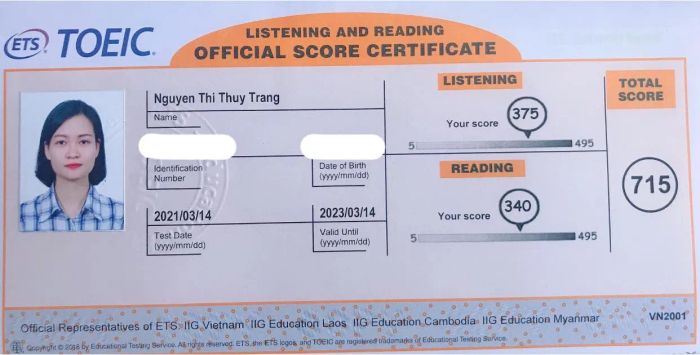 ETS TOEIC.
LISTENING AND READING
OFFICIAL SCORE CERTIFICATE
Nguyen Thi Thuy Trang
Name
Identification
Number
Date of Birth
(yyyy/mm/dd)
2021/03/14
Test Date
(yyyy/mm/dd)
2023/03/14
Valid Until
(yyyy/mm/dd)
LISTENING
Your score
375
5
495
READING
Your score
340
5
495
TOTAL
SCORE
715
Official Representatives of ETS: IIG Vietnam IIG Education Laos IIG Education Cambodia IIG Education Myanmar
VN2001
Copyright © by Educational Testing Service. All rights reserved. ETS, the ETS logos, and TOEIC are registered trademarks of Educational Testing Service.